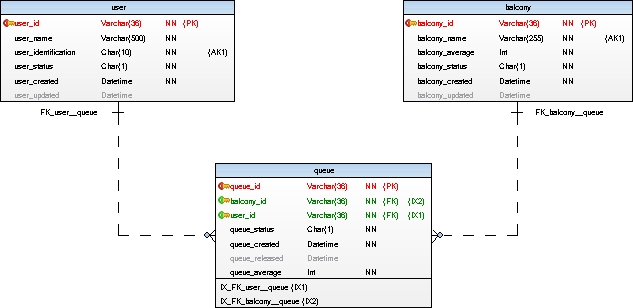 user
user_id Varchar(36) NN (PK)
user_name Varchar(500) NN
user_identification Char(10) NN (AK1)
user_status Char(1) NN
user_created Datetime NN
user_updated Datetime
balcony
balcony_id Varchar(36) NN (PK)
balcony_name Varchar(255) NN (AK1)
balcony_average Int NN
balcony_status Char(1) NN
balcony_created Datetime NN
balcony_updated Datetime
FK_user__queue
FK_balcony__queue
queue
queue_id Varchar(36) NN (PK)
balcony_id Varchar(36) NN (FK) (IX2)
user_id Varchar(36) NN (FK) (IX1)
queue_status Char(1) NN
queue_created Datetime NN
queue_released Datetime
queue_average Int NN
IX_FK_user__queue (IX1)
IX_FK_balcony__queue (IX2)